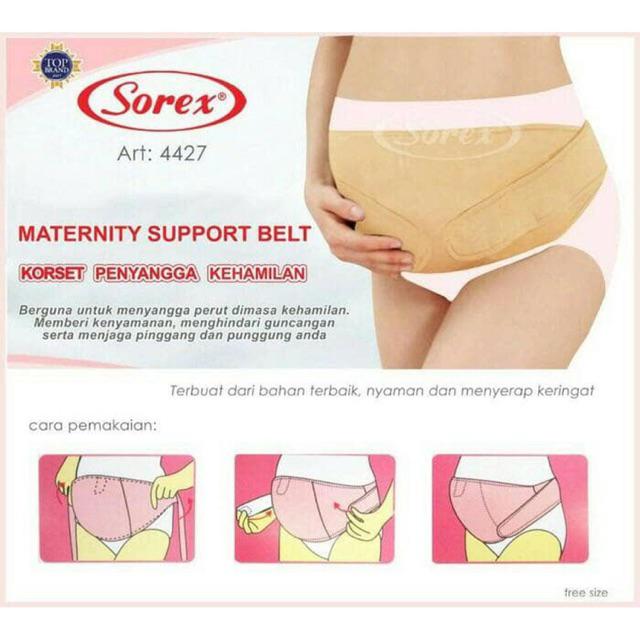 TOP
BRAND
Sorex®
Art: 4427
Sorex
MATERNITY SUPPORT BELT
KORSET PENYANGGA KEHAMILAN
Berguna untuk menyangga perut dimasa kehamilan.
Memberi kenyamanan, menghindari guncangan
serta menjaga pinggang dan punggung anda
Terbuat dari bahan terbaik, nyaman dan menyerap keringat
cara pemakaian:
free size